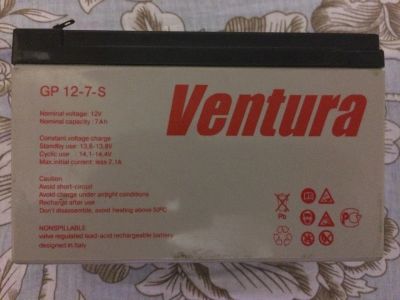 GP 12-7-S
Ventura
Nominal voltage: 12V
Nominal capacity: 7Ah
Constant voltage charge
Standby use : 13,6-13,8V
Cyclic use : 14,1-14,4V
Max.initial current: less 2,1A
Caution
Avoid short-circuit
Avoid charge under airtight conditions
Recharge after use
Don't disassemble, avoid heating above 50°C
Pb
NONSPILLABLE
valve regulated lead-acid rechargeable battery
designed in Italy